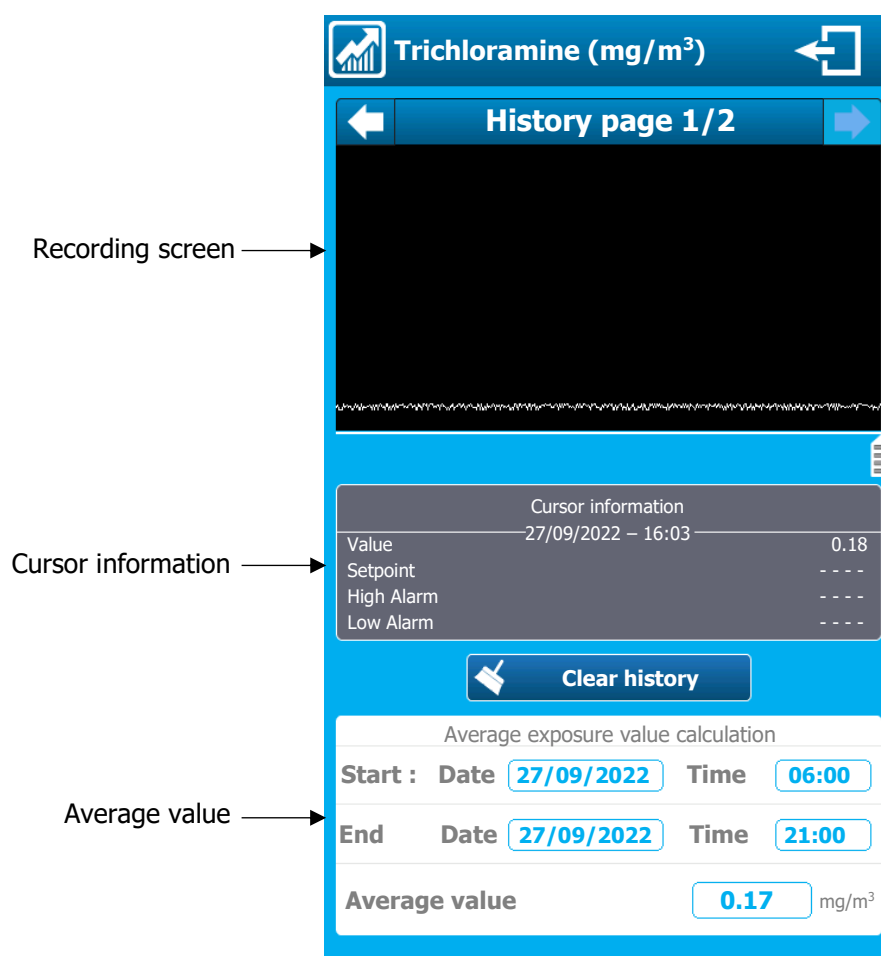 Trichloramine (mg/m³)
History page 1/2
Recording screen
Cursor information
27/09/2022 – 16:03
Value 0.18
Setpoint - - - -
High Alarm - - - -
Low Alarm - - - -
Cursor information
Clear history
Average exposure value calculation
Start : Date 27/09/2022 Time 06:00
Average value
End Date 27/09/2022 Time 21:00
Average value 0.17 mg/m³